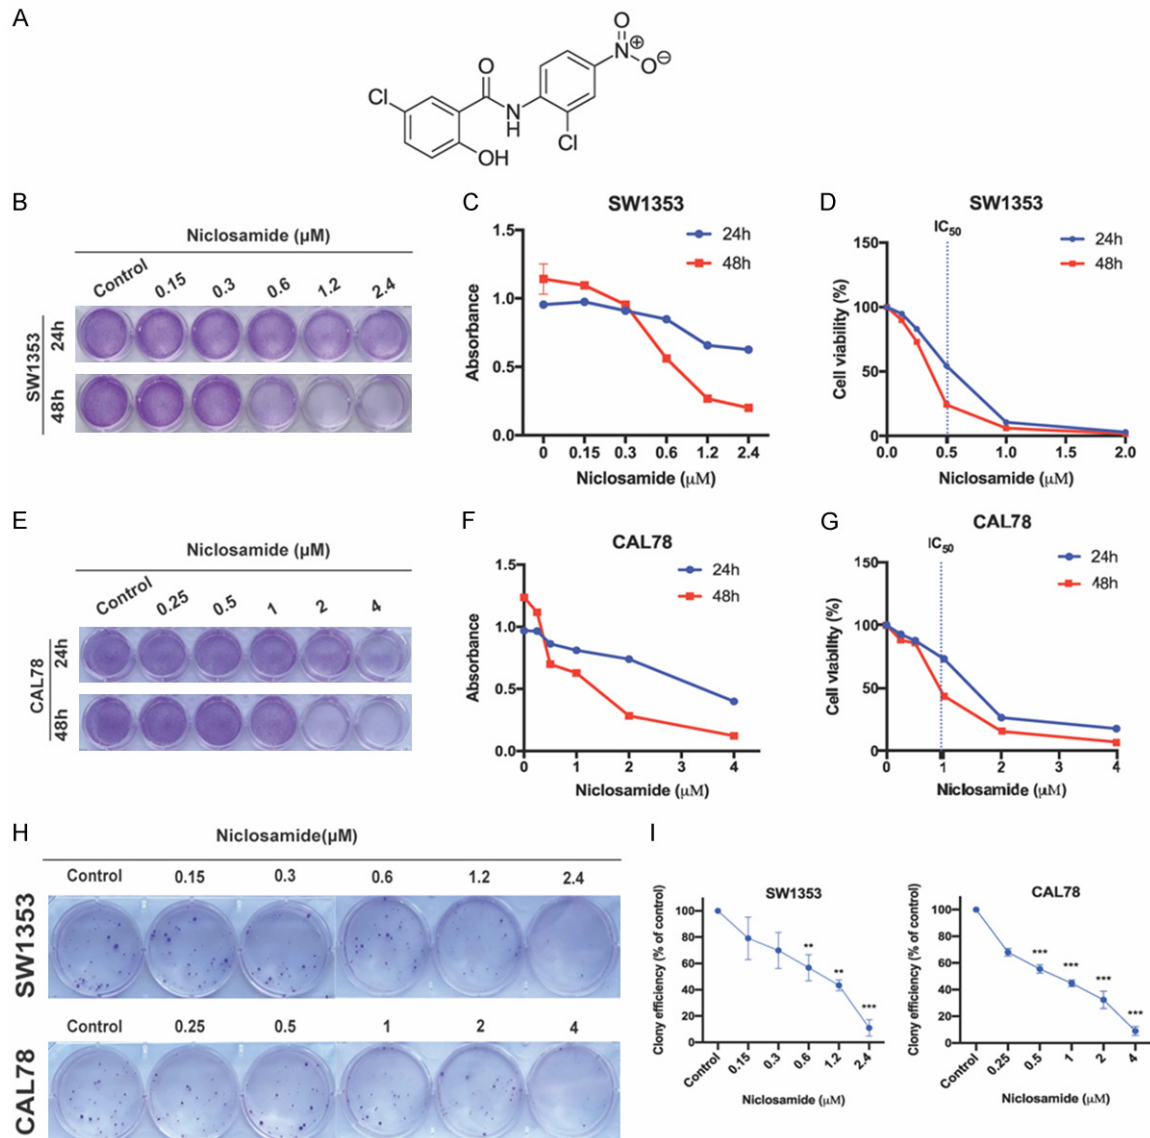 A
O
N
⊕
O
⊖
Cl
O
N
H
Cl
OH
B
Niclosamide (µM)
Control 0.15 0.3 0.6 1.2 2.4
SW1353
24h
48h
C
SW1353
24h
48h
1.5
1.0
0.5
0.0
Absorbance
0 0.15 0.3 0.6 1.2 2.4
Niclosamide (µM)
D
SW1353
IC50
24h
48h
150
100
50
0
Cell viability (%)
0.0 0.5 1.0 1.5 2.0
Niclosamide (µM)
E
Niclosamide (µM)
Control 0.25 0.5 1 2 4
CAL78
24h
48h
F
CAL78
24h
48h
1.5
1.0
0.5
0.0
Absorbance
0 1 2 3 4
Niclosamide (µM)
G
CAL78
IC50
24h
48h
150
100
50
0
Cell viability (%)
0 1 2 3 4
Niclosamide (µM)
H
Niclosamide(µM)
Control 0.15 0.3 0.6 1.2 2.4
SW1353
Control 0.25 0.5 1 2 4
CAL78
I
SW1353
100
80
60
40
20
0
Clony efficiency (% of control)
** ** ***
Control 0.15 0.3 0.6 1.2 2.4
Niclosamide (µM)
CAL78
100
80
60
40
20
0
Clony efficiency (% of control)
*** *** *** ***
Control 0.25 0.5 1 2 4
Niclosamide (µM)